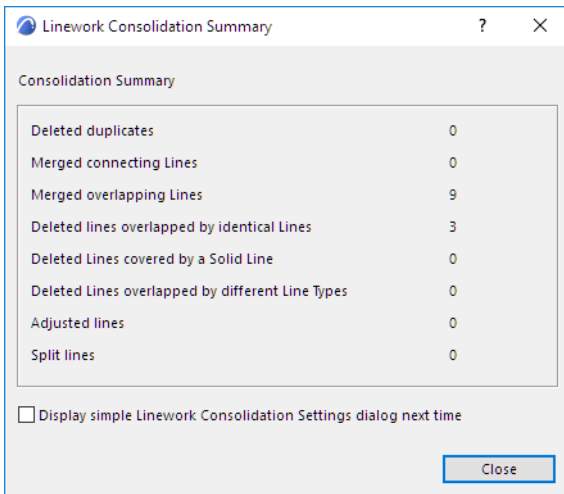 Linework Consolidation Summary ?
Consolidation Summary
Deleted duplicates 0
Merged connecting Lines 0
Merged overlapping Lines 9
Deleted lines overlapped by identical Lines 3
Deleted Lines covered by a Solid Line 0
Deleted Lines overlapped by different Line Types 0
Adjusted lines 0
Split lines 0
Display simple Linework Consolidation Settings dialog next time
Close